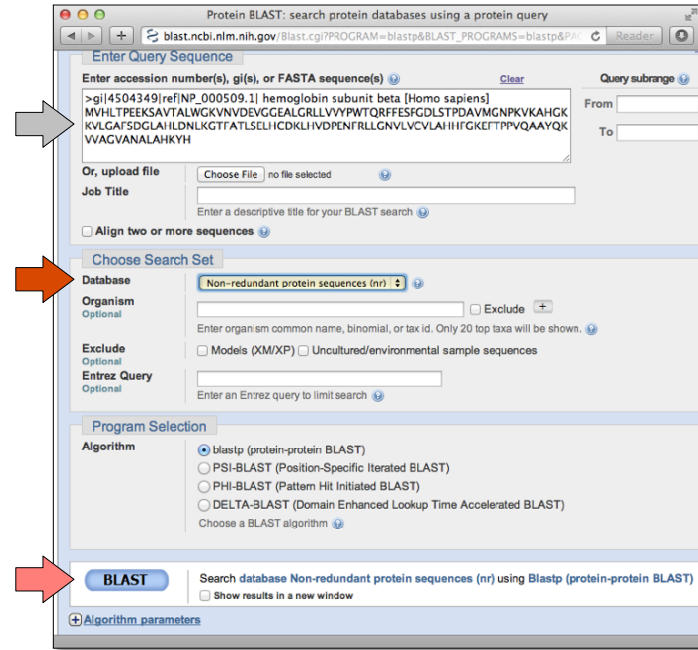 Protein BLAST: search protein databases using a protein query
blast.ncbi.nlm.nih.gov/Blast.cgi?PROGRAM=blastp&BLAST_PROGRAMS=blastp&PAG
Reader
Enter Query Sequence
Enter accession number(s), gi(s), or FASTA sequence(s)
Clear
Query subrange
>gi|4504349|ref|NP_000509.1| hemoglobin subunit beta [Homo sapiens]
MVHLTPEEKSAVTALWGKVNVDEVGGEALGRLLVVYPWTQRFFESFGDLSTPDAVMGNPKVKAHGK
KVLGAFSDGLAHLDNLKGTFATLSELHCDKLHVDPENFRLLGNVLVCVLAHHFGKEFTPPVQAAYQK
VVAGVANALAHKYH
From
To
Or, upload file
Choose File no file selected
Job Title
Enter a descriptive title for your BLAST search
Align two or more sequences
Choose Search Set
Database
Non-redundant protein sequences (nr)
Organism
Optional
Exclude +
Enter organism common name, binomial, or tax id. Only 20 top taxa will be shown.
Exclude
Optional
Models (XM/XP) Uncultured/environmental sample sequences
Entrez Query
Optional
Enter an Entrez query to limit search
Program Selection
Algorithm
blastp (protein-protein BLAST)
PSI-BLAST (Position-Specific Iterated BLAST)
PHI-BLAST (Pattern Hit Initiated BLAST)
DELTA-BLAST (Domain Enhanced Lookup Time Accelerated BLAST)
Choose a BLAST algorithm
BLAST
Search database Non-redundant protein sequences (nr) using Blastp (protein-protein BLAST)
Show results in a new window
Algorithm parameters